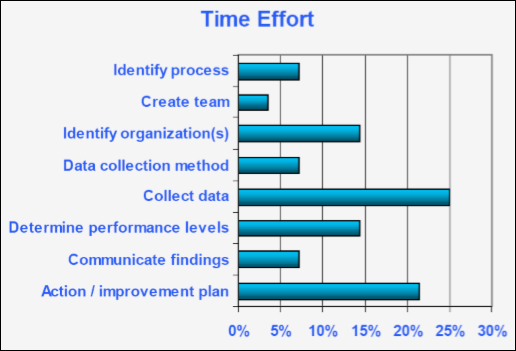 Time Effort
Identify process
Create team
Identify organization(s)
Data collection method
Collect data
Determine performance levels
Communicate findings
Action / improvement plan
0% 5% 10% 15% 20% 25% 30%